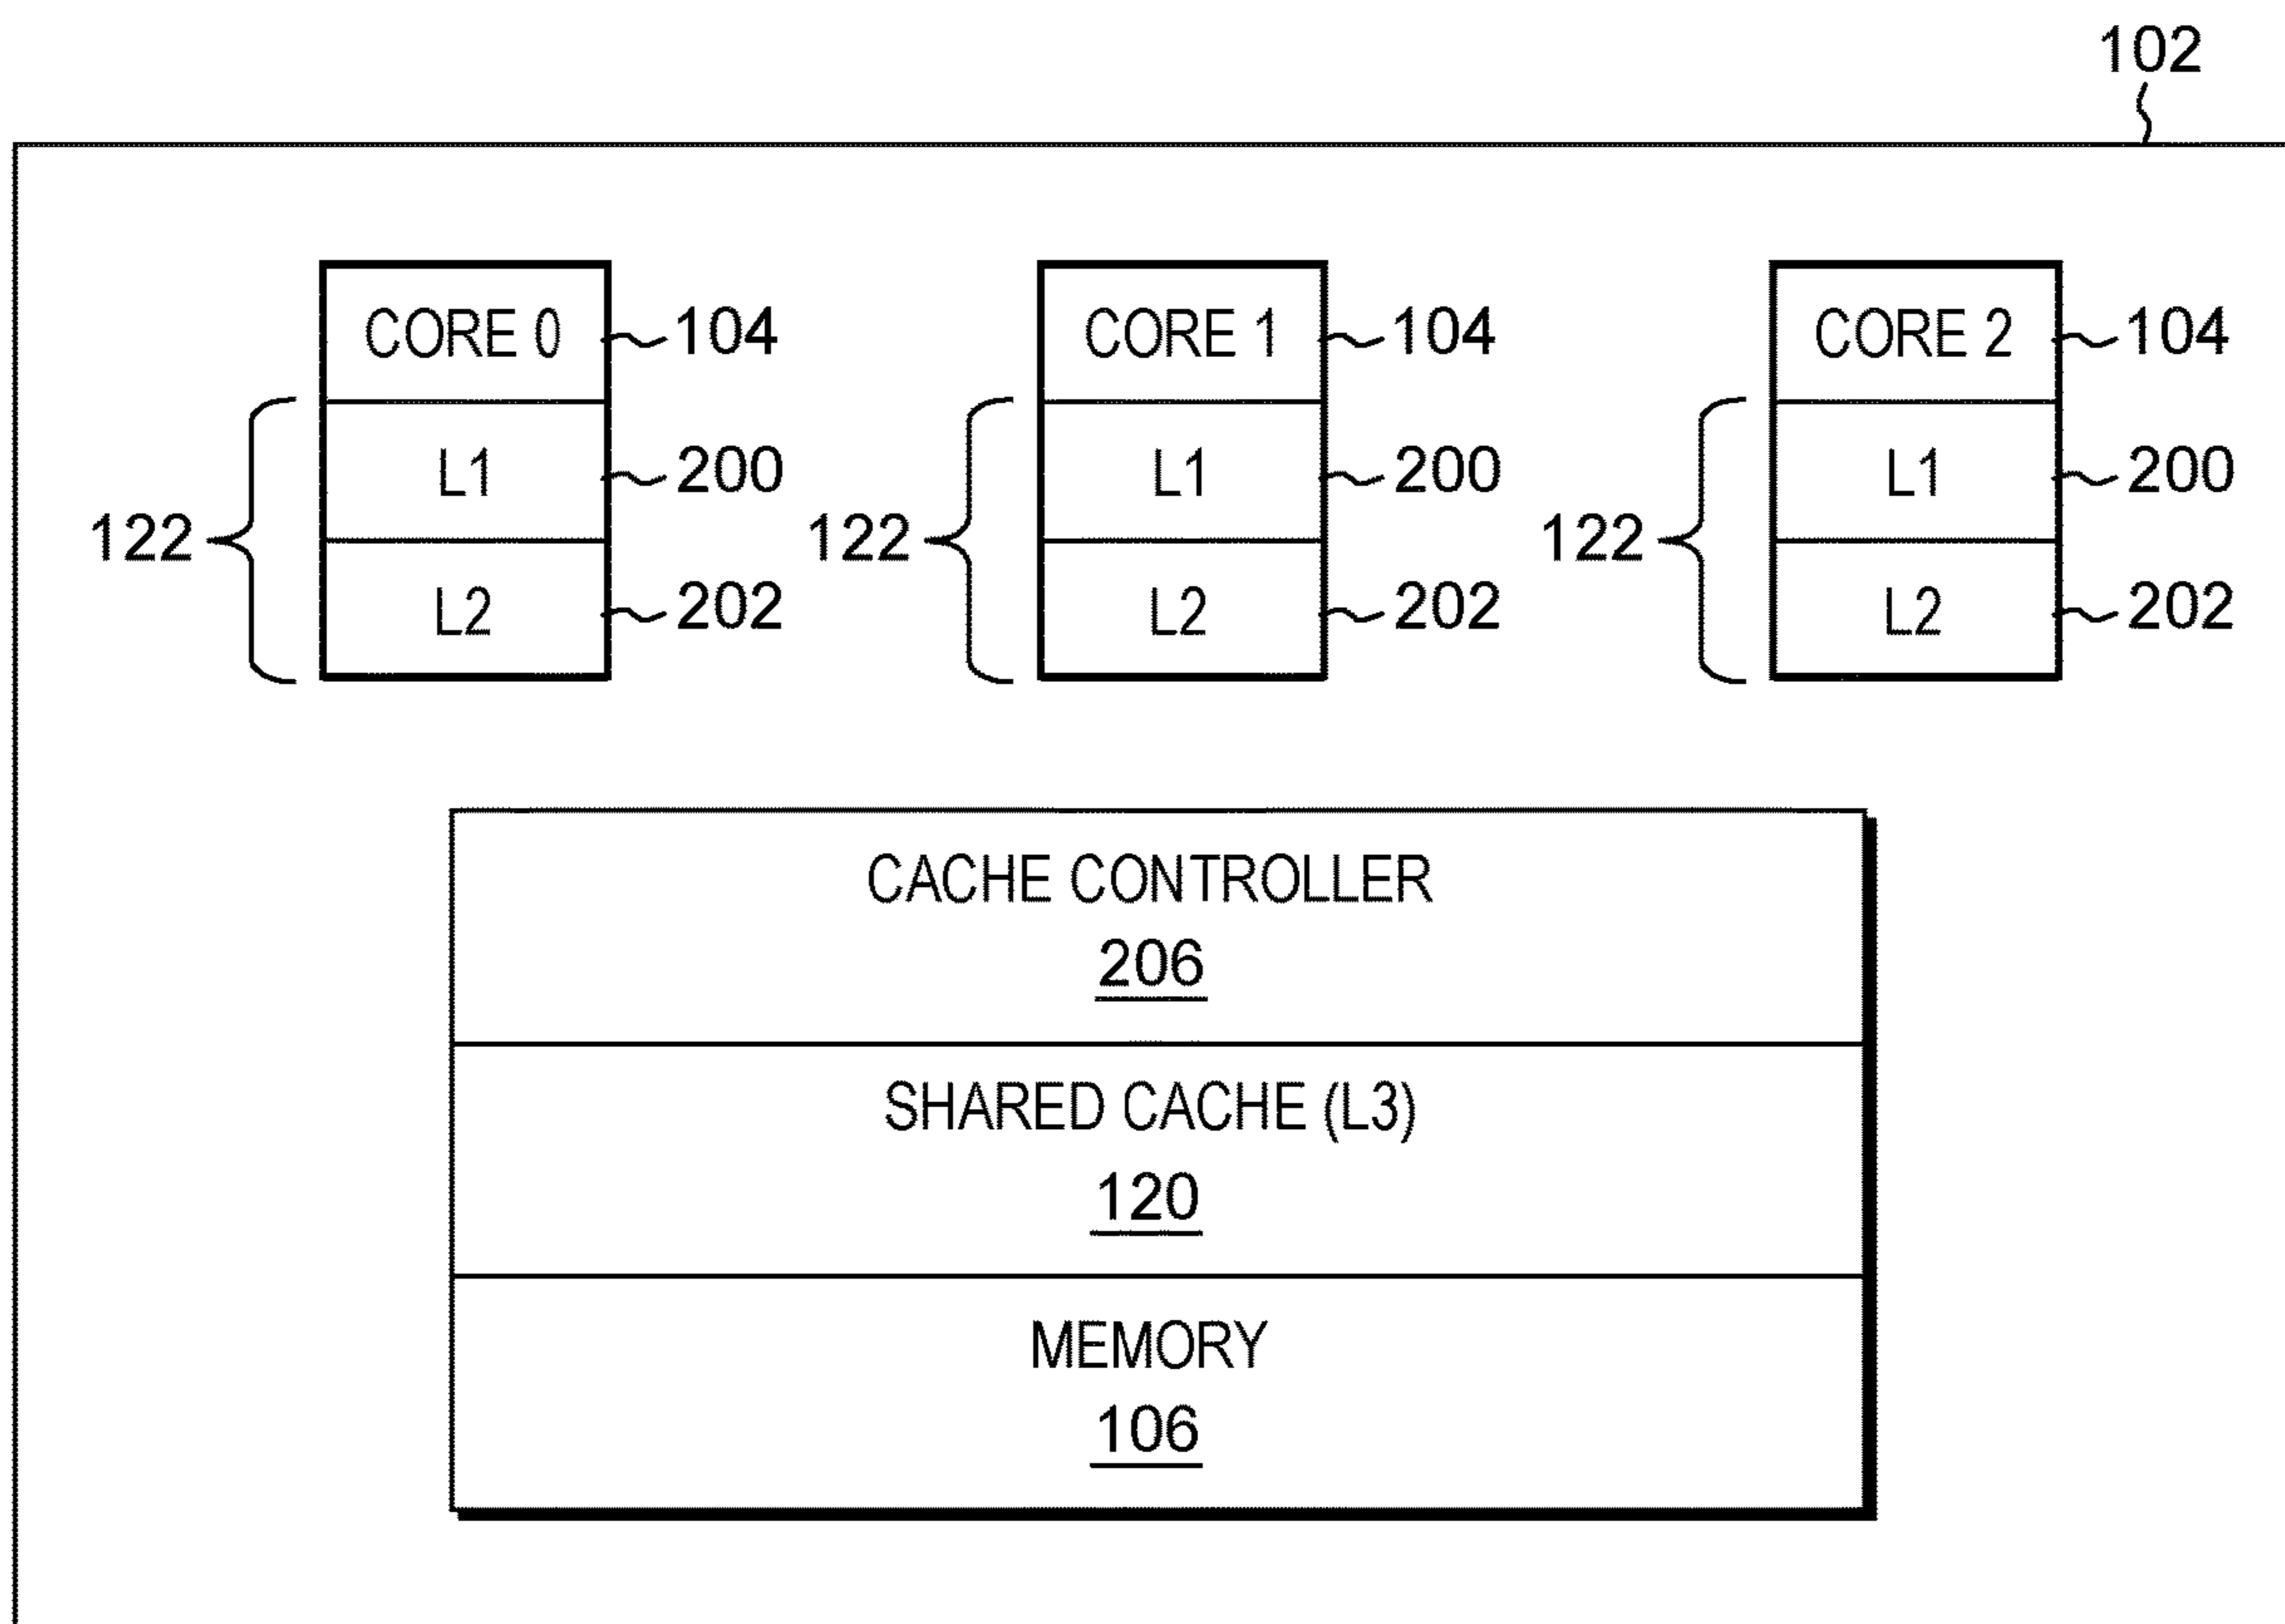 102
CORE 0 104 CORE 1 104 CORE 2 104
L1 200 L1 200 L1 200
122 122 122
L2 202 L2 202 L2 202
CACHE CONTROLLER
206
SHARED CACHE (L3)
120
MEMORY
106